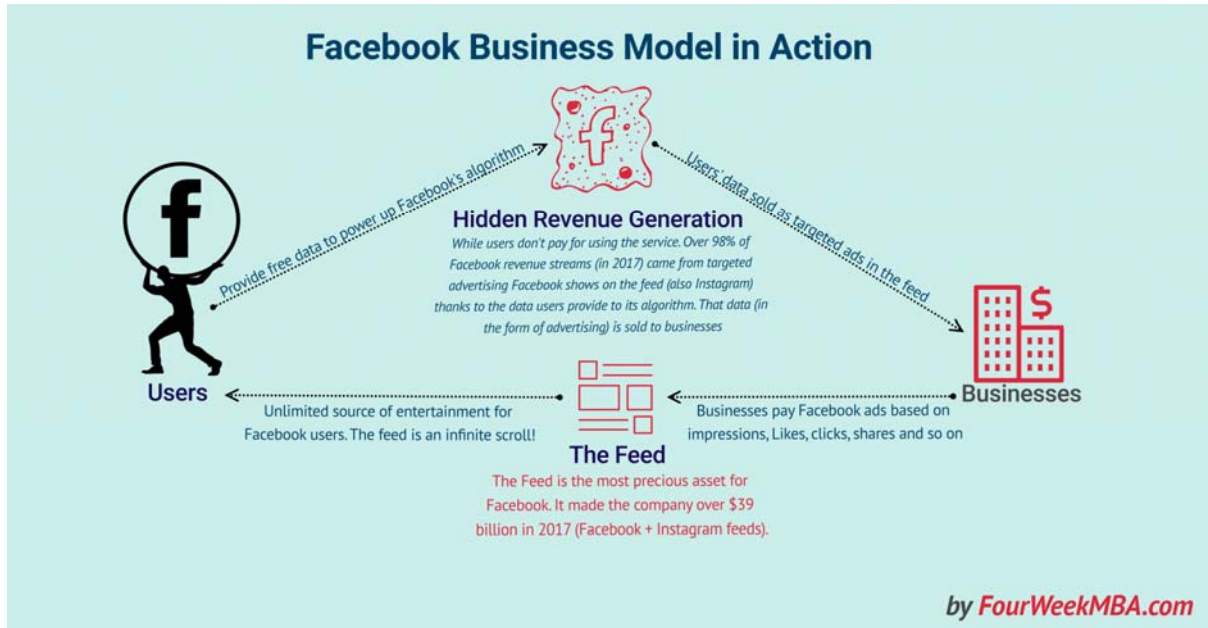 Facebook Business Model in Action
f
f
Provide free data to power up Facebook's algorithm
Users' data sold as targeted ads in the feed
Hidden Revenue Generation
While users don't pay for using the service. Over 98% of
Facebook revenue streams (in 2017) came from targeted
advertising Facebook shows on the feed (also Instagram)
thanks to the data users provide to its algorithm. That data (in
the form of advertising) is sold to businesses
$
Users
Businesses
Unlimited source of entertainment for
Facebook users. The feed is an infinite scroll!
Businesses pay Facebook ads based on
impressions, Likes, clicks, shares and so on
The Feed
The Feed is the most precious asset for
Facebook. It made the company over $39
billion in 2017 (Facebook + Instagram feeds).
by FourWeekMBA.com